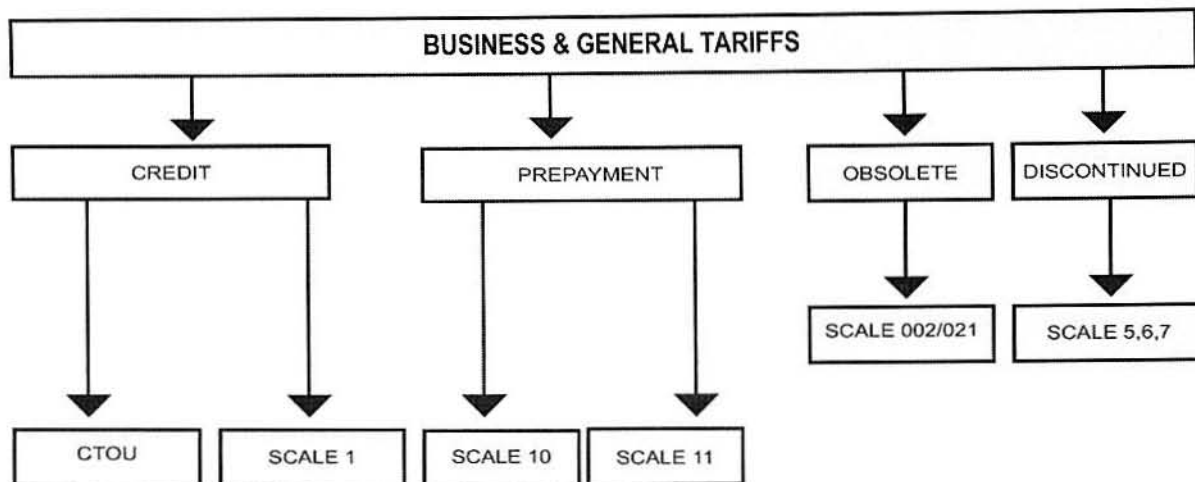 BUSINESS & GENERAL TARIFFS
CREDIT
PREPAYMENT
OBSOLETE
DISCONTINUED
SCALE 002/021
SCALE 5,6,7
CTOU
SCALE 1
SCALE 10
SCALE 11